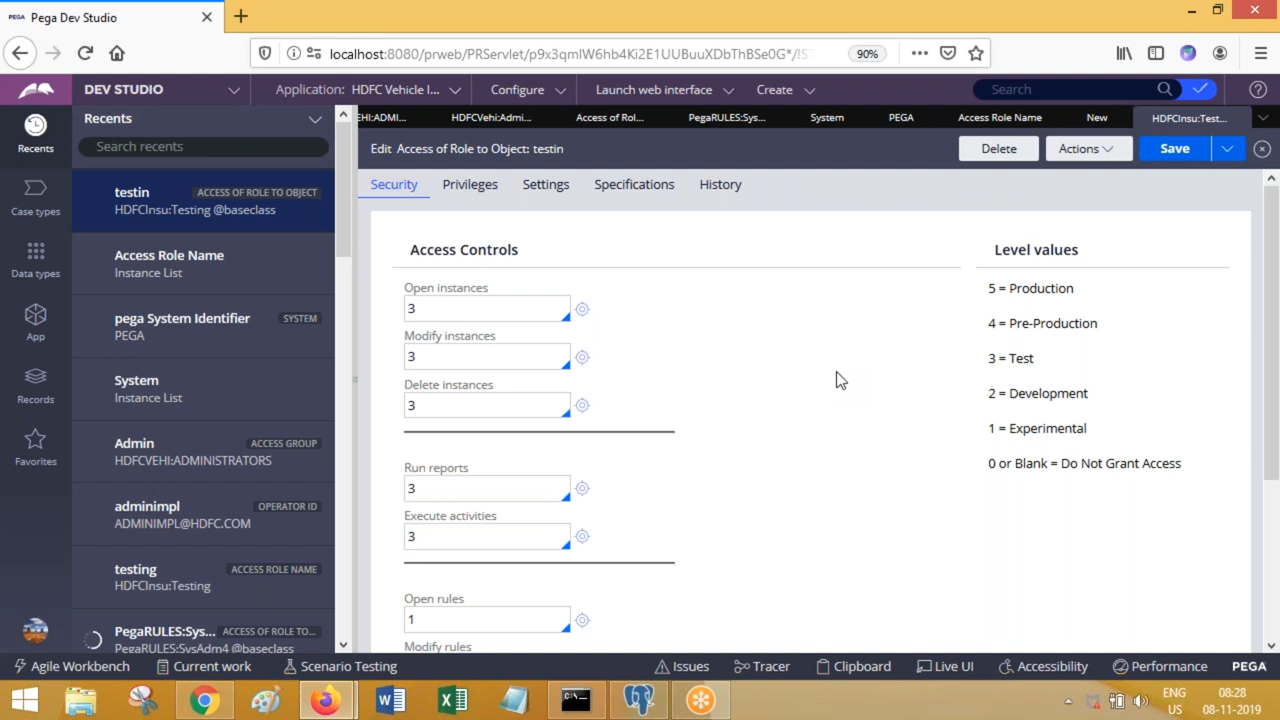 PEGA Pega Dev Studio
localhost:8080/prweb/PRServlet/p9x3qmlW6hb4Ki2E1UUBuuXDbThBSe0G*/!S 90%
DEV STUDIO
Application: HDFC Vehicle I...
Configure
Launch web interface
Create
Search
Recents
Search recents
Recents
Case types
Data types
App
Records
Favorites
testin ACCESS OF ROLE TO OBJECT
HDFCInsu:Testing @baseclass
Access Role Name
Instance List
pega System Identifier SYSTEM
PEGA
System
Instance List
Admin ACCESS GROUP
HDFCVEHI:ADMINISTRATORS
adminimpl OPERATOR ID
ADMINIMPL@HDFC.COM
testing ACCESS ROLE NAME
HDFCInsu:Testing
PegaRULES:Sys... ACCESS OF ROLE TO...
PegaRULES:SysAdm4 @baseclass
EHI:ADMI... HDFCVehi:Admi... Access of Rol... PegaRULES:Sys... System PEGA Access Role Name New HDFCInsu:Test...
Edit Access of Role to Object: testin
Delete Actions Save
Security Privileges Settings Specifications History
Access Controls
Open instances
3
Modify instances
3
Delete instances
3
Run reports
3
Execute activities
3
Open rules
1
Modify rules
Level values
5 = Production
4 = Pre-Production
3 = Test
2 = Development
1 = Experimental
0 or Blank = Do Not Grant Access
Agile Workbench Current work Scenario Testing Issues Tracer Clipboard Live UI Accessibility Performance PEGA
ENG 08:28
US 08-11-2019